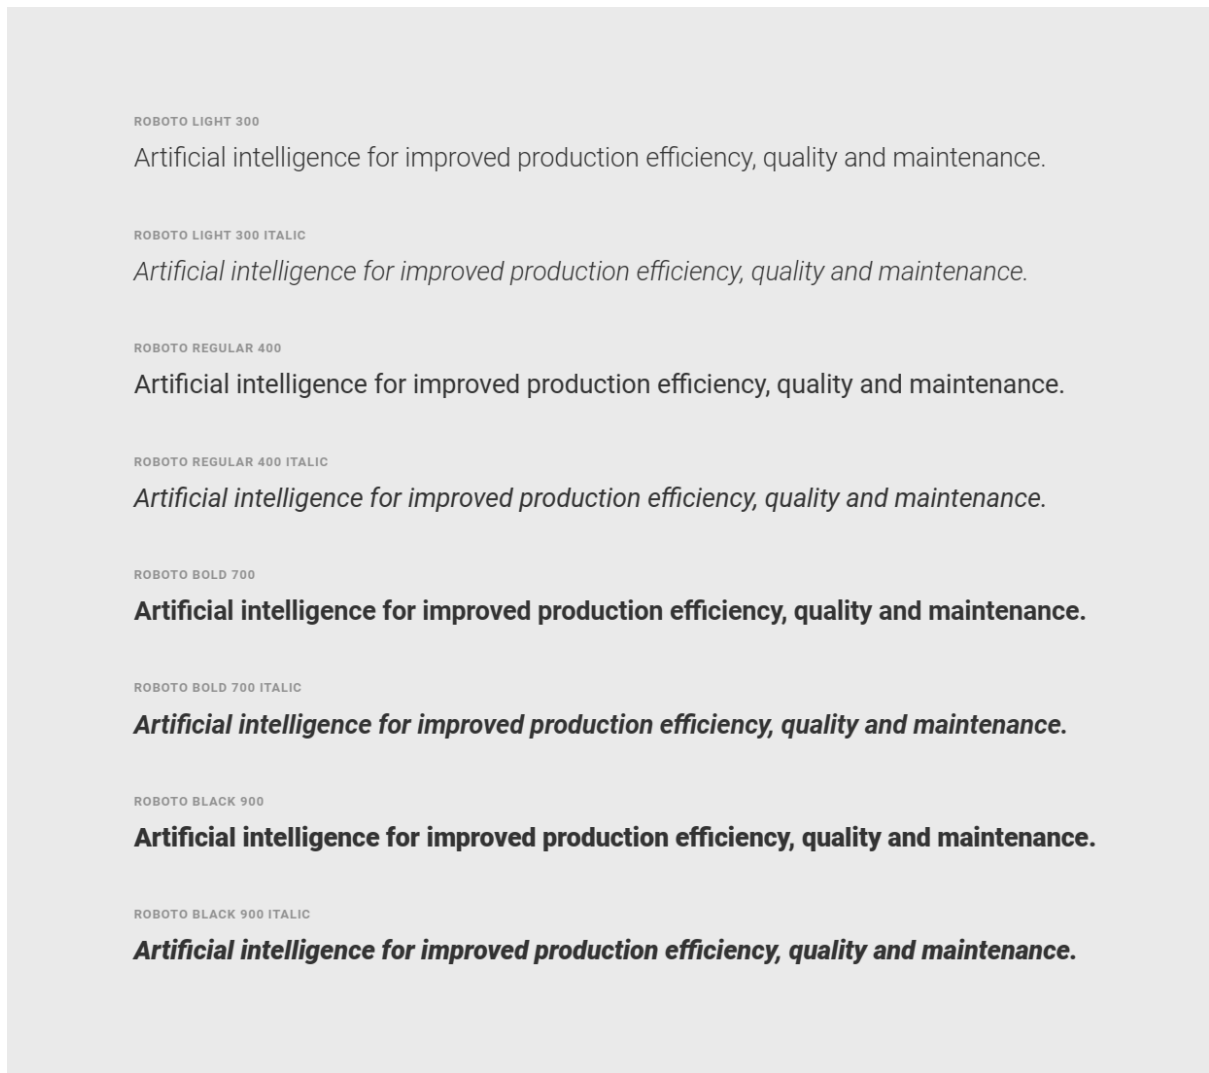 ROBOTO LIGHT 300
Artificial intelligence for improved production efficiency, quality and maintenance.
ROBOTO LIGHT 300 ITALIC
Artificial intelligence for improved production efficiency, quality and maintenance.
ROBOTO REGULAR 400
Artificial intelligence for improved production efficiency, quality and maintenance.
ROBOTO REGULAR 400 ITALIC
Artificial intelligence for improved production efficiency, quality and maintenance.
ROBOTO BOLD 700
Artificial intelligence for improved production efficiency, quality and maintenance.
ROBOTO BOLD 700 ITALIC
Artificial intelligence for improved production efficiency, quality and maintenance.
ROBOTO BLACK 900
Artificial intelligence for improved production efficiency, quality and maintenance.
ROBOTO BLACK 900 ITALIC
Artificial intelligence for improved production efficiency, quality and maintenance.